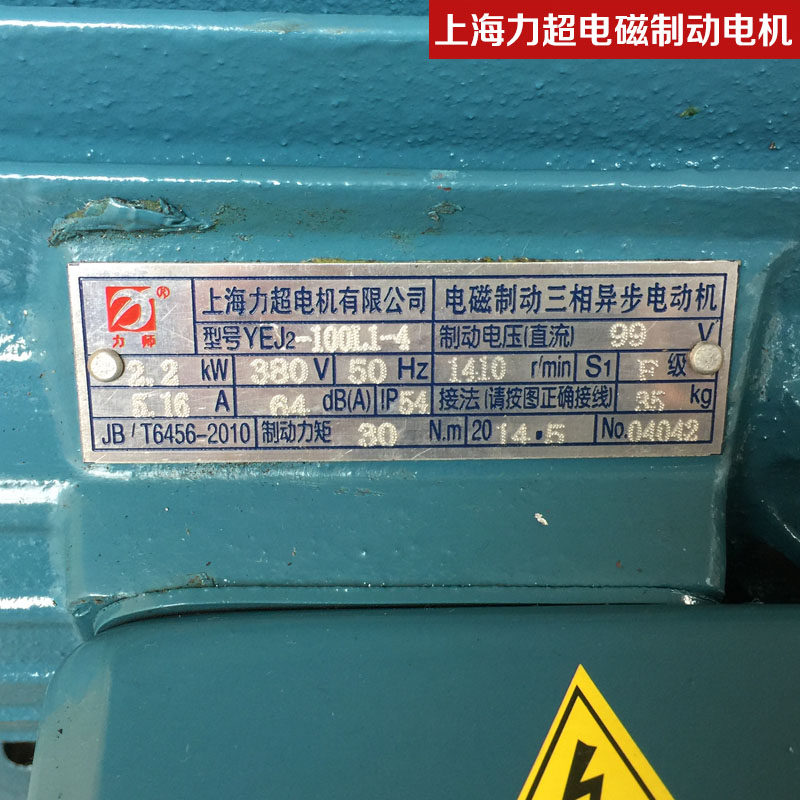 上海力超电磁制动电机
力师®
上海力超电机有限公司 电磁制动三相异步电动机
型号YEJ2-100L1-4 制动电压(直流) 99 V
2.2 kW 380 V 50 Hz 1410 r/min S1 F 级
5.16 A 64 dB(A) IP 54 接法(请按图正确接线) 35 kg
JB/T6456-2010 制动力矩 30 N.m 2014.5 No.04042